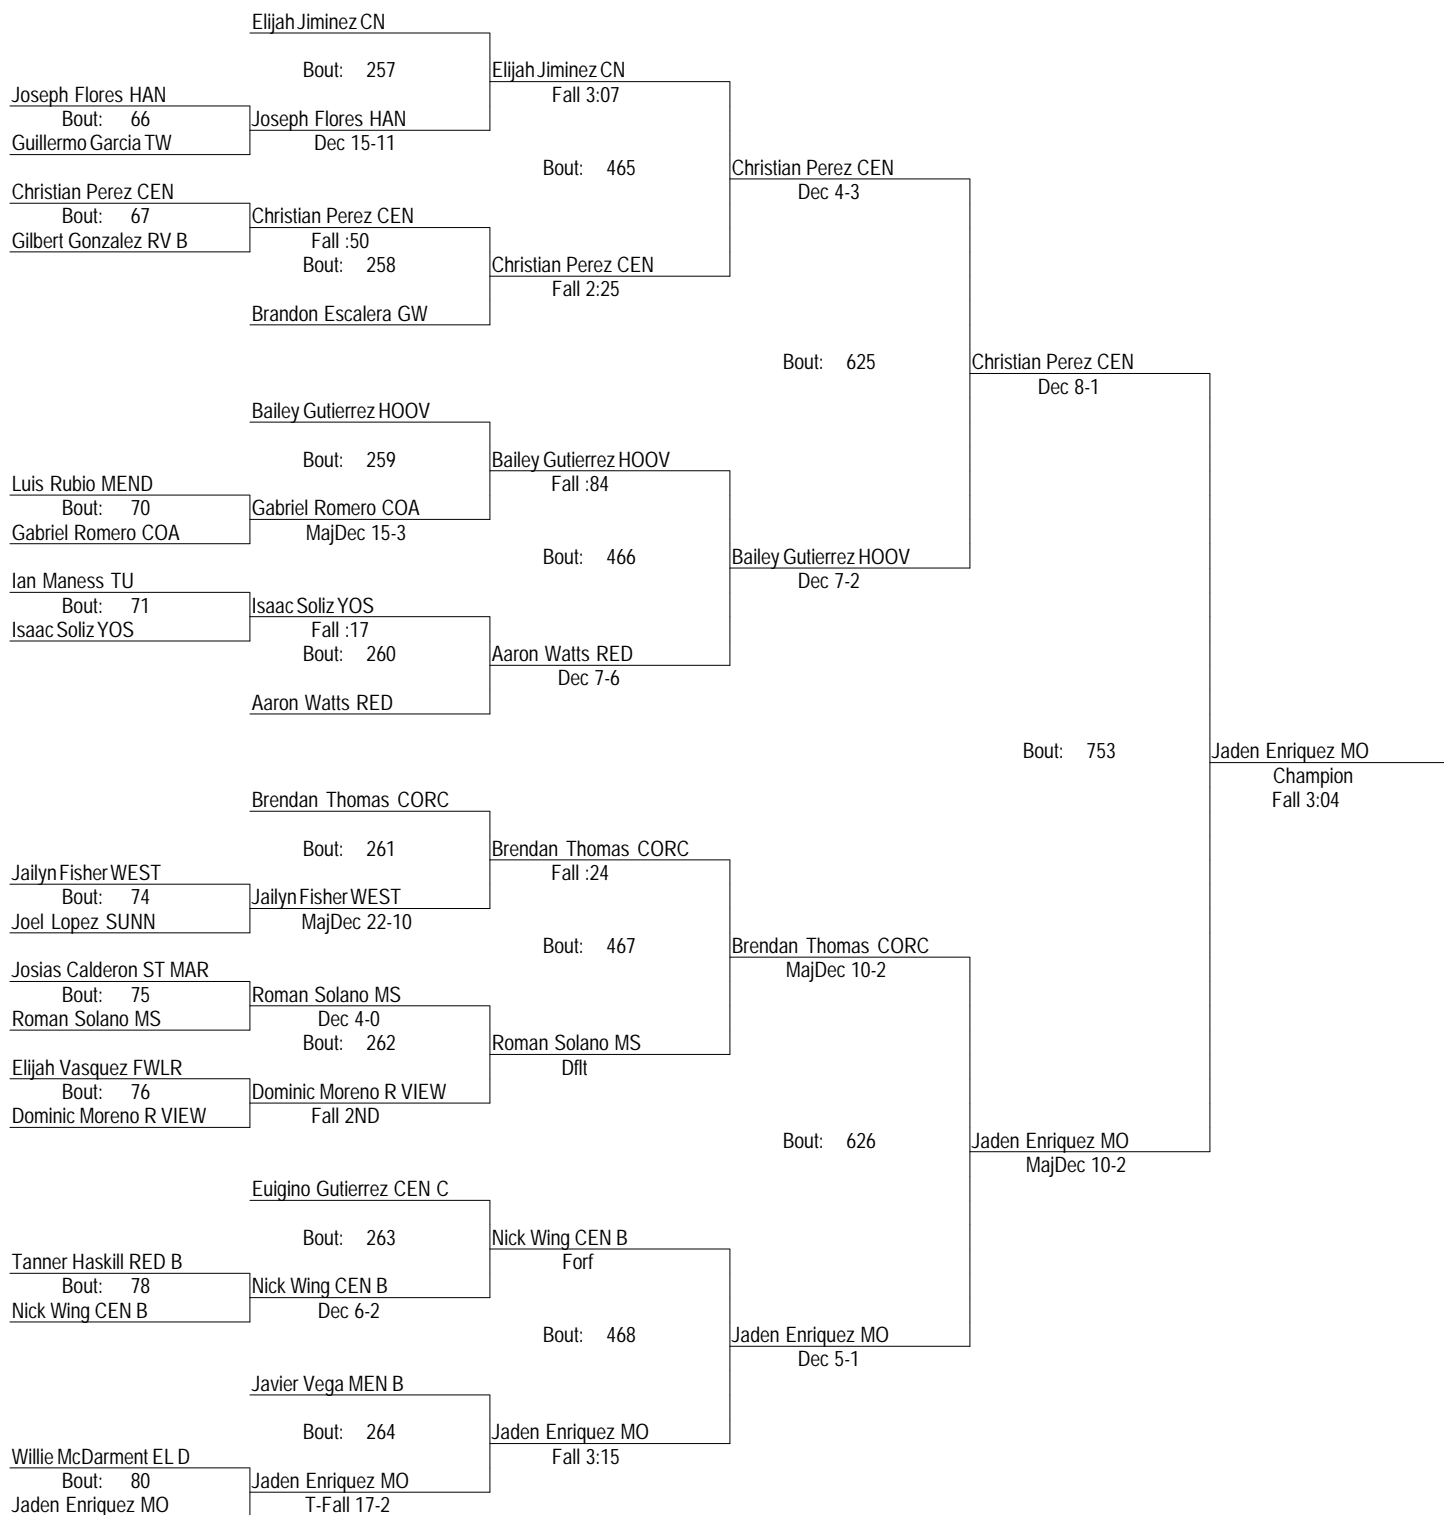 Elijah Jiminez CN
Bout: 257
Elijah Jiminez CN
Joseph Flores HAN
Fall 3:07
Bout: 66
Joseph Flores HAN
Guillermo Garcia TW
Dec 15-11
Bout: 465
Christian Perez CEN
Christian Perez CEN
Dec 4-3
Bout: 67
Christian Perez CEN
Gilbert Gonzalez RV B
Fall :50
Bout: 258
Christian Perez CEN
Fall 2:25
Brandon Escalera GW
Bout: 625
Christian Perez CEN
Dec 8-1
Bailey Gutierrez HOOV
Bout: 259
Bailey Gutierrez HOOV
Luis Rubio MEND
Fall :84
Bout: 70
Gabriel Romero COA
Gabriel Romero COA
MajDec 15-3
Bout: 466
Bailey Gutierrez HOOV
Ian Maness TU
Dec 7-2
Bout: 71
Isaac Soliz YOS
Isaac Soliz YOS
Fall :17
Bout: 260
Aaron Watts RED
Dec 7-6
Aaron Watts RED
Bout: 753
Jaden Enriquez MO
Champion
Fall 3:04
Brendan Thomas CORC
Bout: 261
Brendan Thomas CORC
Jailyn Fisher WEST
Fall :24
Bout: 74
Jailyn Fisher WEST
Joel Lopez SUNN
MajDec 22-10
Bout: 467
Brendan Thomas CORC
Josias Calderon ST MAR
MajDec 10-2
Bout: 75
Roman Solano MS
Roman Solano MS
Dec 4-0
Bout: 262
Roman Solano MS
Elijah Vasquez FWLR
Dflt
Bout: 76
Dominic Moreno R VIEW
Dominic Moreno R VIEW
Fall 2ND
Bout: 626
Jaden Enriquez MO
MajDec 10-2
Euigino Gutierrez CEN C
Bout: 263
Nick Wing CEN B
Tanner Haskill RED B
Forf
Bout: 78
Nick Wing CEN B
Nick Wing CEN B
Dec 6-2
Bout: 468
Jaden Enriquez MO
Dec 5-1
Javier Vega MEN B
Bout: 264
Jaden Enriquez MO
Willie McDarment EL D
Fall 3:15
Bout: 80
Jaden Enriquez MO
Jaden Enriquez MO
T-Fall 17-2